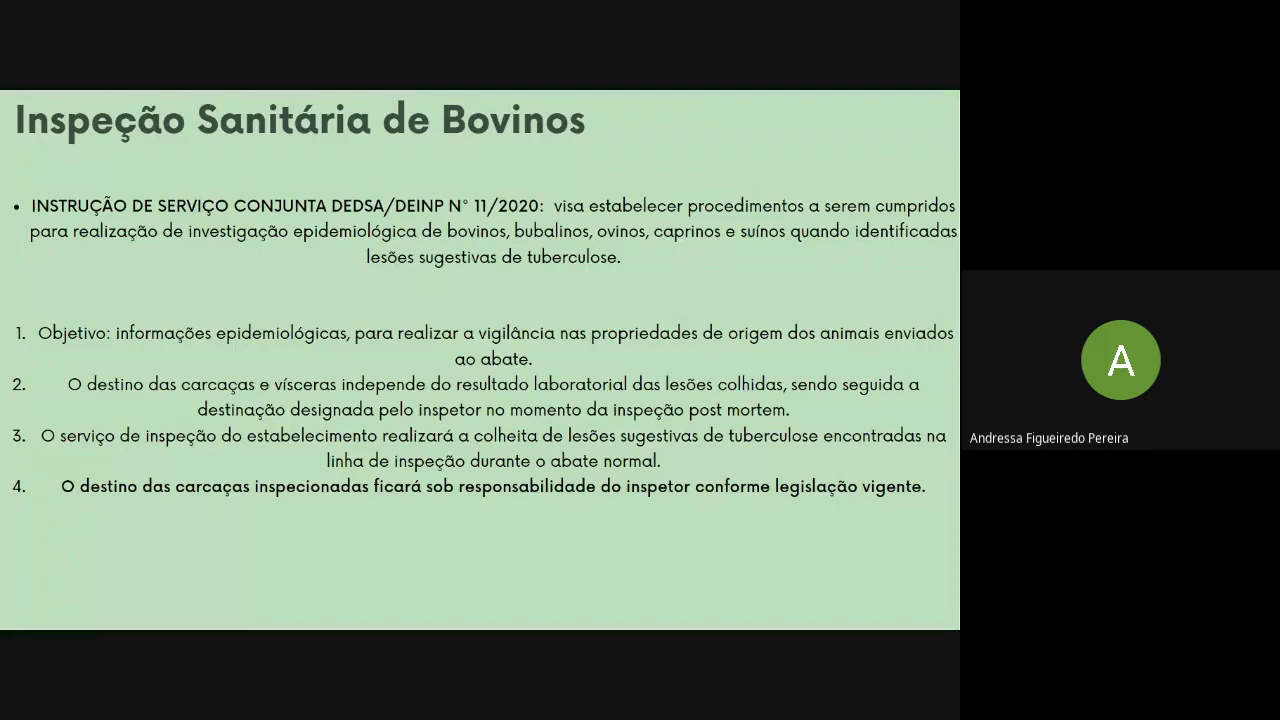 Inspeção Sanitária de Bovinos
• INSTRUÇÃO DE SERVIÇO CONJUNTA DEDSA/DEINP N° 11/2020: visa estabelecer procedimentos a serem cumpridos
para realização de investigação epidemiológica de bovinos, bubalinos, ovinos, caprinos e suínos quando identificadas
lesões sugestivas de tuberculose.
1. Objetivo: informações epidemiológicas, para realizar a vigilância nas propriedades de origem dos animais enviados
ao abate.
2. O destino das carcaças e vísceras independe do resultado laboratorial das lesões colhidas, sendo seguida a
destinação designada pelo inspetor no momento da inspeção post mortem.
3. O serviço de inspeção do estabelecimento realizará a colheita de lesões sugestivas de tuberculose encontradas na
linha de inspeção durante o abate normal.
4. O destino das carcaças inspecionadas ficará sob responsabilidade do inspetor conforme legislação vigente.
A
Andressa Figueiredo Pereira